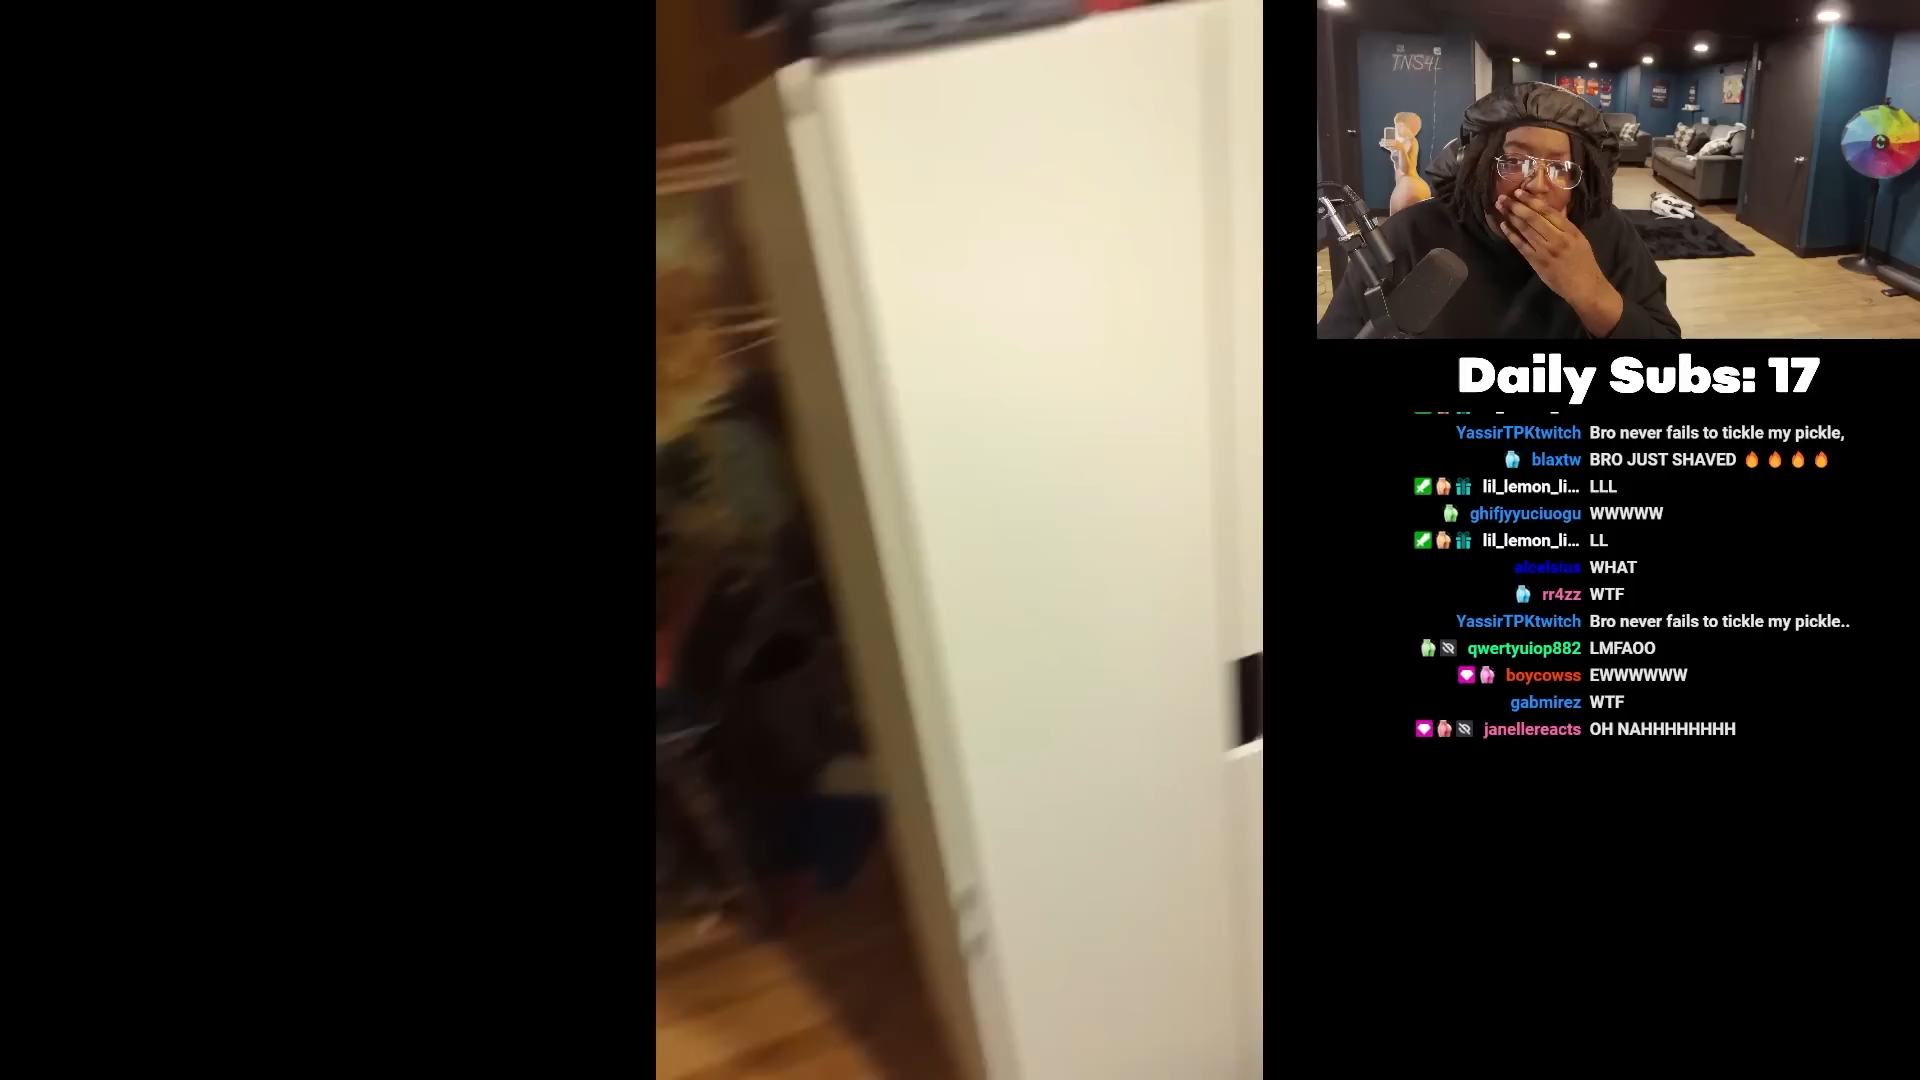 TNS4L
Daily Subs: 17
YassirTPKtwitch Bro never fails to tickle my pickle,
blaxtw BRO JUST SHAVED 🔥 🔥 🔥 🔥
lil_lemon_li... LLL
ghifjyyuciuogu WWWWW
lil_lemon_li... LL
alcelsius WHAT
rr4zz WTF
YassirTPKtwitch Bro never fails to tickle my pickle..
qwertyuiop882 LMFAOO
boycowss EWWWWWW
gabmirez WTF
janellereacts OH NAHHHHHHHH